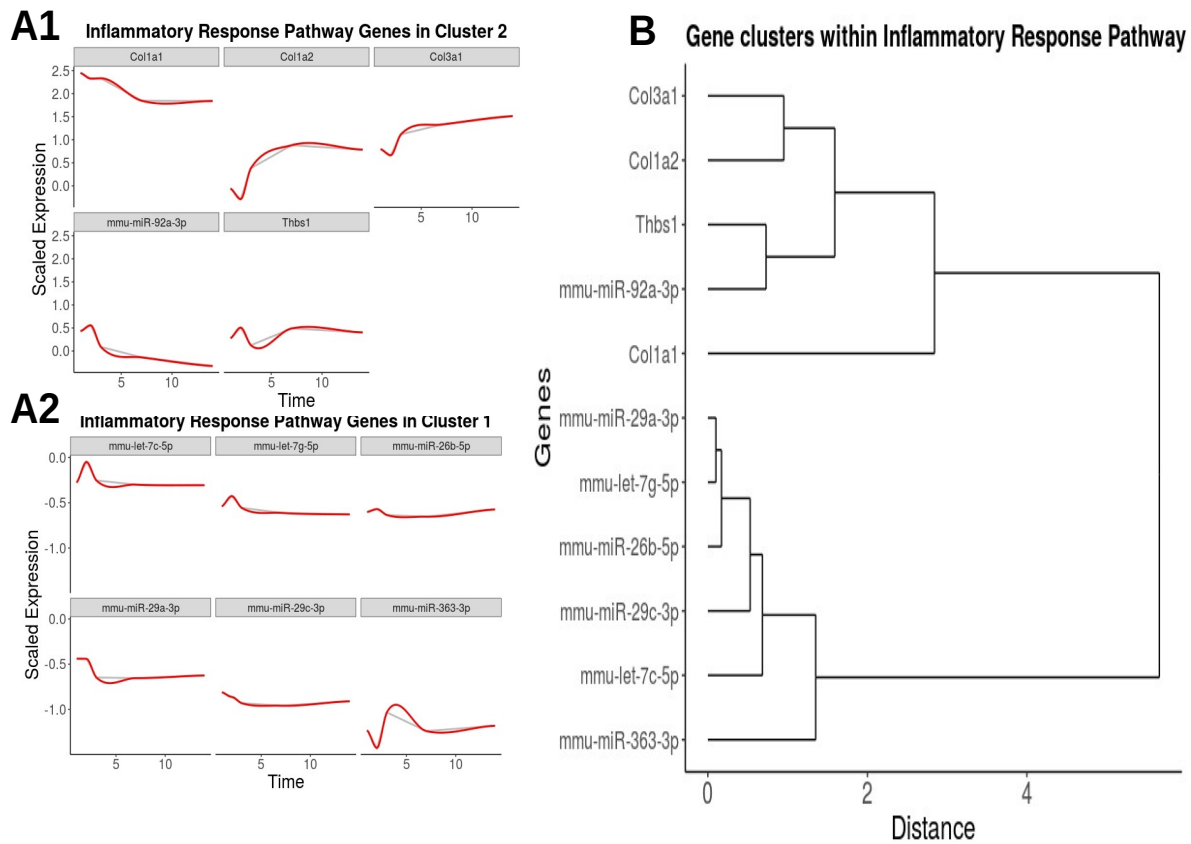 A1
Inflammatory Response Pathway Genes in Cluster 2
Col1a1 Col1a2 Col3a1
2.5
2.0
1.5
1.0
0.5
0.0
5 10
mmu-miR-92a-3p Thbs1
2.5
2.0
1.5
1.0
0.5
0.0
5 10 5 10
Scaled Expression
Time
A2
Inflammatory Response Pathway Genes in Cluster 1
mmu-let-7c-5p mmu-let-7g-5p mmu-miR-26b-5p
0.0
-0.5
-1.0
mmu-miR-29a-3p mmu-miR-29c-3p mmu-miR-363-3p
0.0
-0.5
-1.0
5 10 5 10 5 10
Scaled Expression
Time
B
Gene clusters within Inflammatory Response Pathway
Col3a1
Col1a2
Thbs1
mmu-miR-92a-3p
Col1a1
mmu-miR-29a-3p
mmu-let-7g-5p
mmu-miR-26b-5p
mmu-miR-29c-3p
mmu-let-7c-5p
mmu-miR-363-3p
Genes
0 2 4
Distance